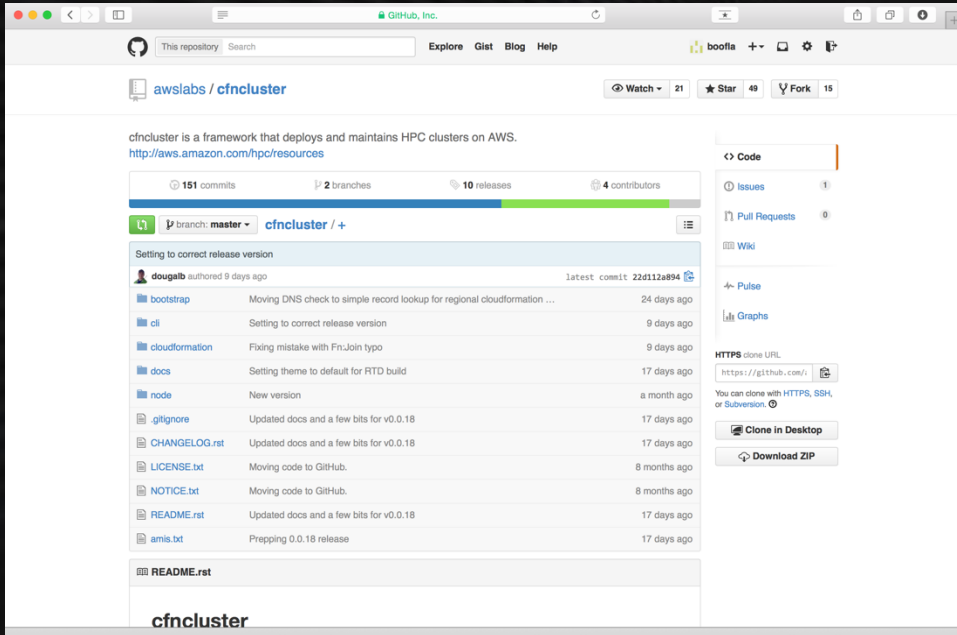 GitHub, Inc.
This repository Search Explore Gist Blog Help boofla
awslabs / cfncluster Watch 21 Star 49 Fork 15
cfncluster is a framework that deploys and maintains HPC clusters on AWS.
http://aws.amazon.com/hpc/resources
151 commits 2 branches 10 releases 4 contributors
branch: master cfncluster / +
Setting to correct release version
dougalb authored 9 days ago latest commit 22d112a894
bootstrap Moving DNS check to simple record lookup for regional cloudformation ... 24 days ago
cli Setting to correct release version 9 days ago
cloudformation Fixing mistake with Fn:Join typo 9 days ago
docs Setting theme to default for RTD build 17 days ago
node New version a month ago
.gitignore Updated docs and a few bits for v0.0.18 17 days ago
CHANGELOG.rst Updated docs and a few bits for v0.0.18 17 days ago
LICENSE.txt Moving code to GitHub. 8 months ago
NOTICE.txt Moving code to GitHub. 8 months ago
README.rst Updated docs and a few bits for v0.0.18 17 days ago
amis.txt Prepping 0.0.18 release 17 days ago
README.rst
cfncluster
Code
Issues 1
Pull Requests 0
Wiki
Pulse
Graphs
HTTPS clone URL
https://github.com/
You can clone with HTTPS, SSH,
or Subversion.
Clone in Desktop
Download ZIP